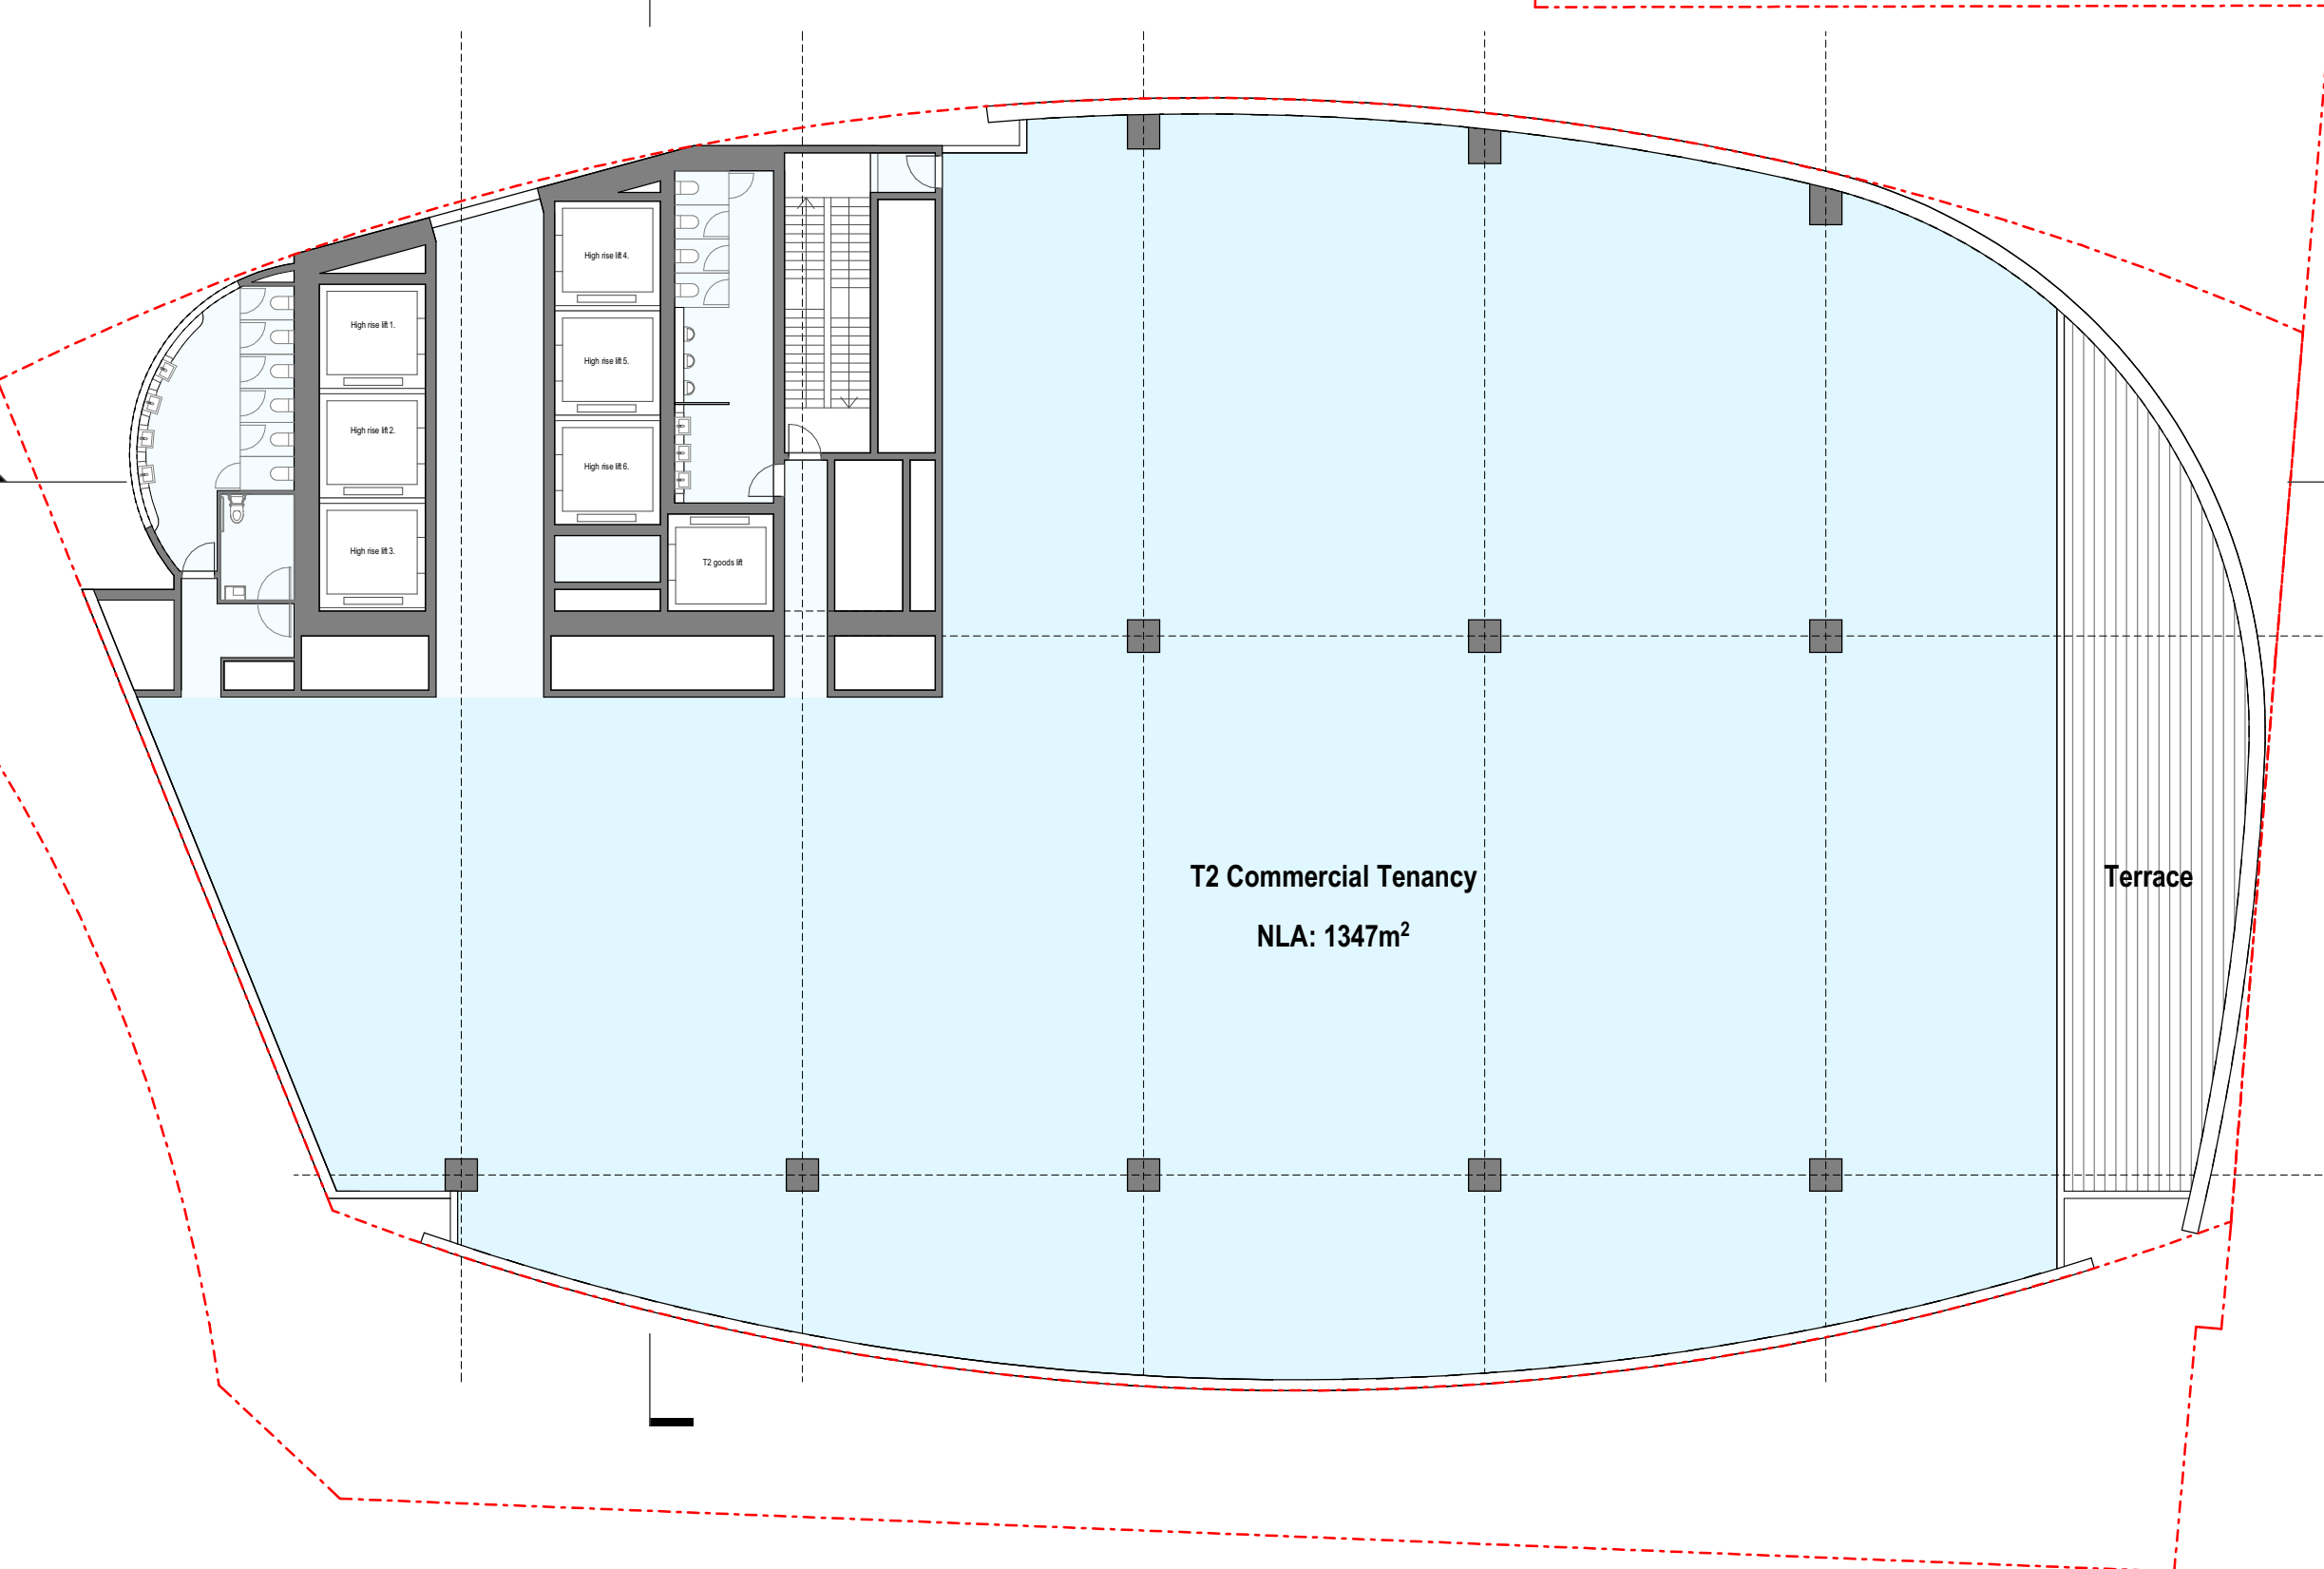 High rise lift 4.
High rise lift 1.
High rise lift 5.
High rise lift 2.
High rise lift 6.
High rise lift 3.
T2 goods lift
T2 Commercial Tenancy
NLA: 1347m²
Terrace